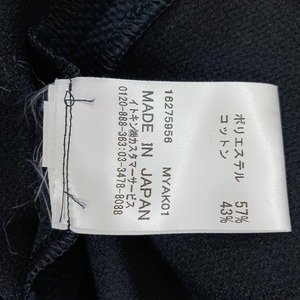 ポリエステル 57%
コットン 43%
16275956 MYAK01
MADE IN JAPAN
イトキン㈱カスタマーサービス
0120-888-363:03-3478-8088